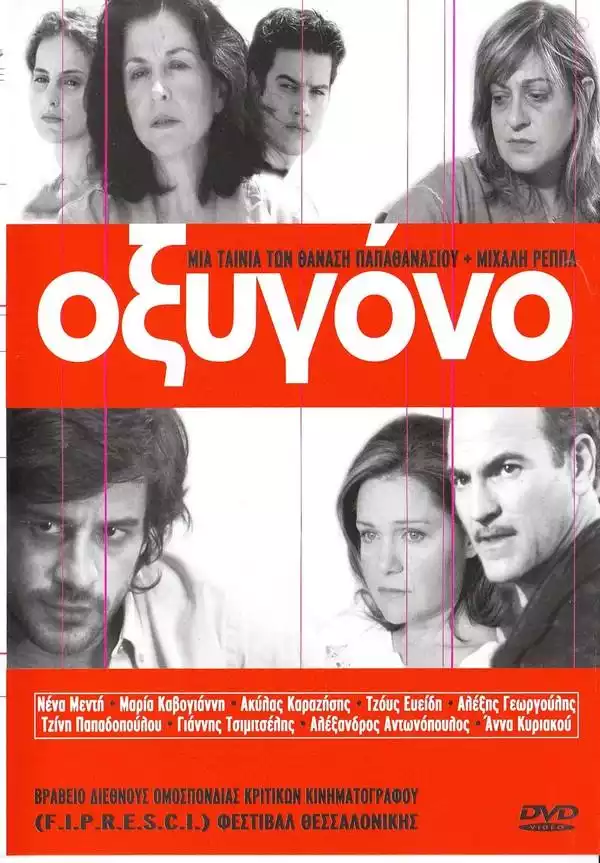 ΜΙΑ ΤΑΙΝΙΑ ΤΩΝ ΘΑΝΑΣΗ ΠΑΠΑΘΑΝΑΣΙΟΥ + ΜΙΧΑΛΗ ΡΕΠΠΑ
οξυγόνο
Νένα Μεντή • Μαρία Καβογιάννη • Ακύλας Καραζήσης • Τζόυς Ευείδη • Αλέξης Γεωργούλης
Τζίνη Παπαδοπούλου • Γιάννης Τσιμιτσέλης • Αλέξανδρος Αντωνόπουλος • Άννα Κυριακού
ΒΡΑΒΕΙΟ ΔΙΕΘΝΟΥΣ ΟΜΟΣΠΟΝΔΙΑΣ ΚΡΙΤΙΚΩΝ ΚΙΝΗΜΑΤΟΓΡΑΦΟΥ
(F.I.P.R.E.S.C.I.) ΦΕΣΤΙΒΑΛ ΘΕΣΣΑΛΟΝΙΚΗΣ
DVD
VIDEO